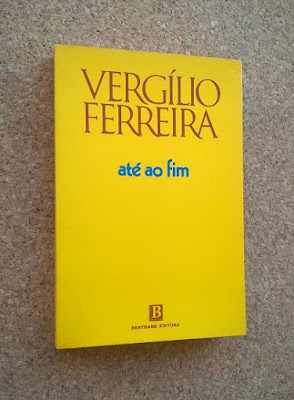 VERGÍLIO
FERREIRA
até ao fim
B
BERTRAND EDITORA